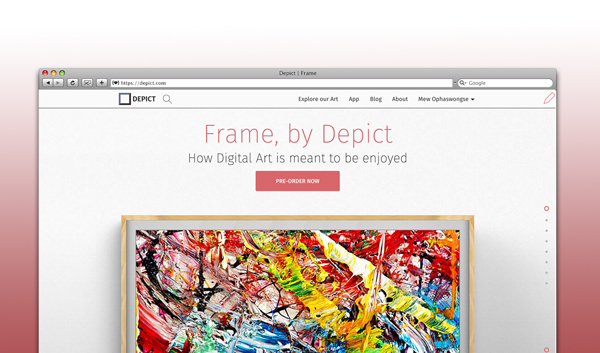 Depict | Frame
https://depict.com
Google
DEPICT
Explore our Art App Blog About Mew Ophaswongse
Frame, by Depict
How Digital Art is meant to be enjoyed
PRE-ORDER NOW